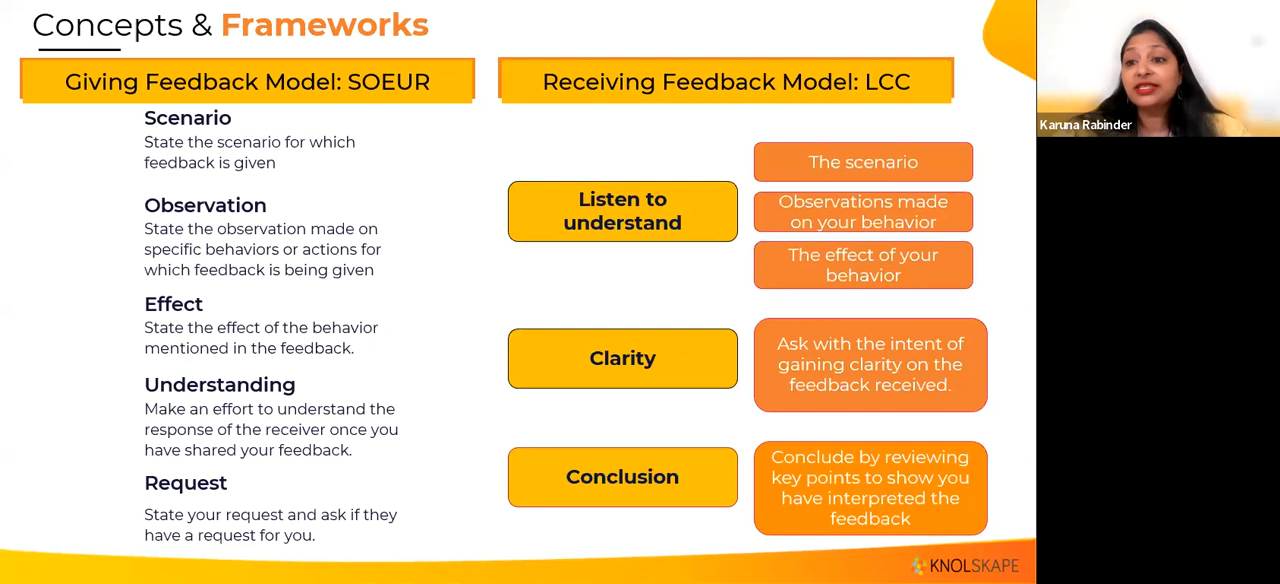 Concepts & Frameworks
Giving Feedback Model: SOEUR
Scenario
State the scenario for which
feedback is given
Observation
State the observation made on
specific behaviors or actions for
which feedback is being given
Effect
State the effect of the behavior
mentioned in the feedback.
Understanding
Make an effort to understand the
response of the receiver once you
have shared your feedback.
Request
State your request and ask if they
have a request for you.
Receiving Feedback Model: LCC
Listen to
understand
The scenario
Observations made
on your behavior
The effect of your
behavior
Clarity
Ask with the intent of
gaining clarity on the
feedback received.
Conclusion
Conclude by reviewing
key points to show you
have interpreted the
feedback
KNOLSKAPE
Karuna Rabinder